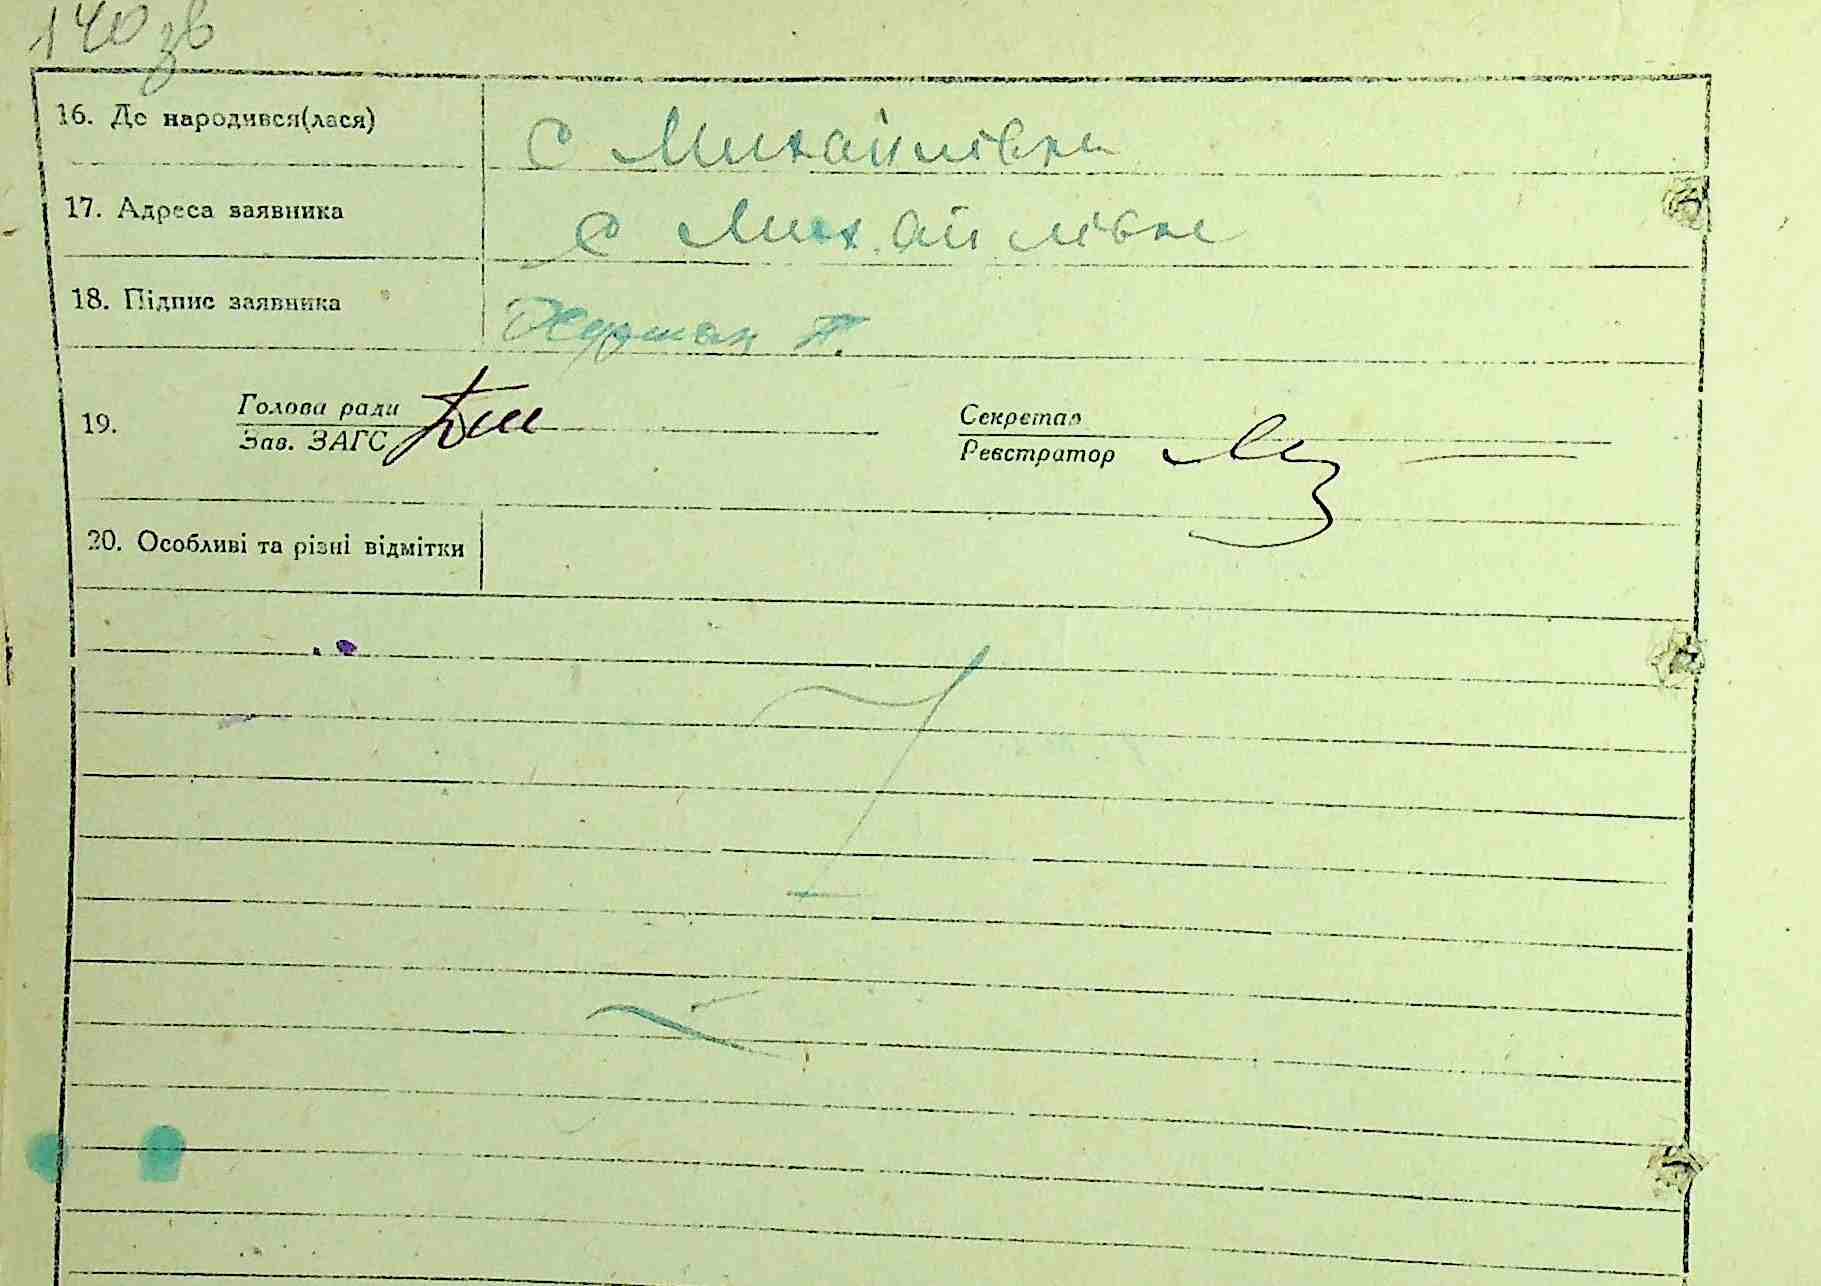 140 зв
16. Де народився(лася) с Михайлівка
17. Адреса заявника с Михайлівка
18. Підпис заявника П.
19. Голова ради Секретар
Зав. ЗАГС Реєстратор
20. Особливі та різні відмітки